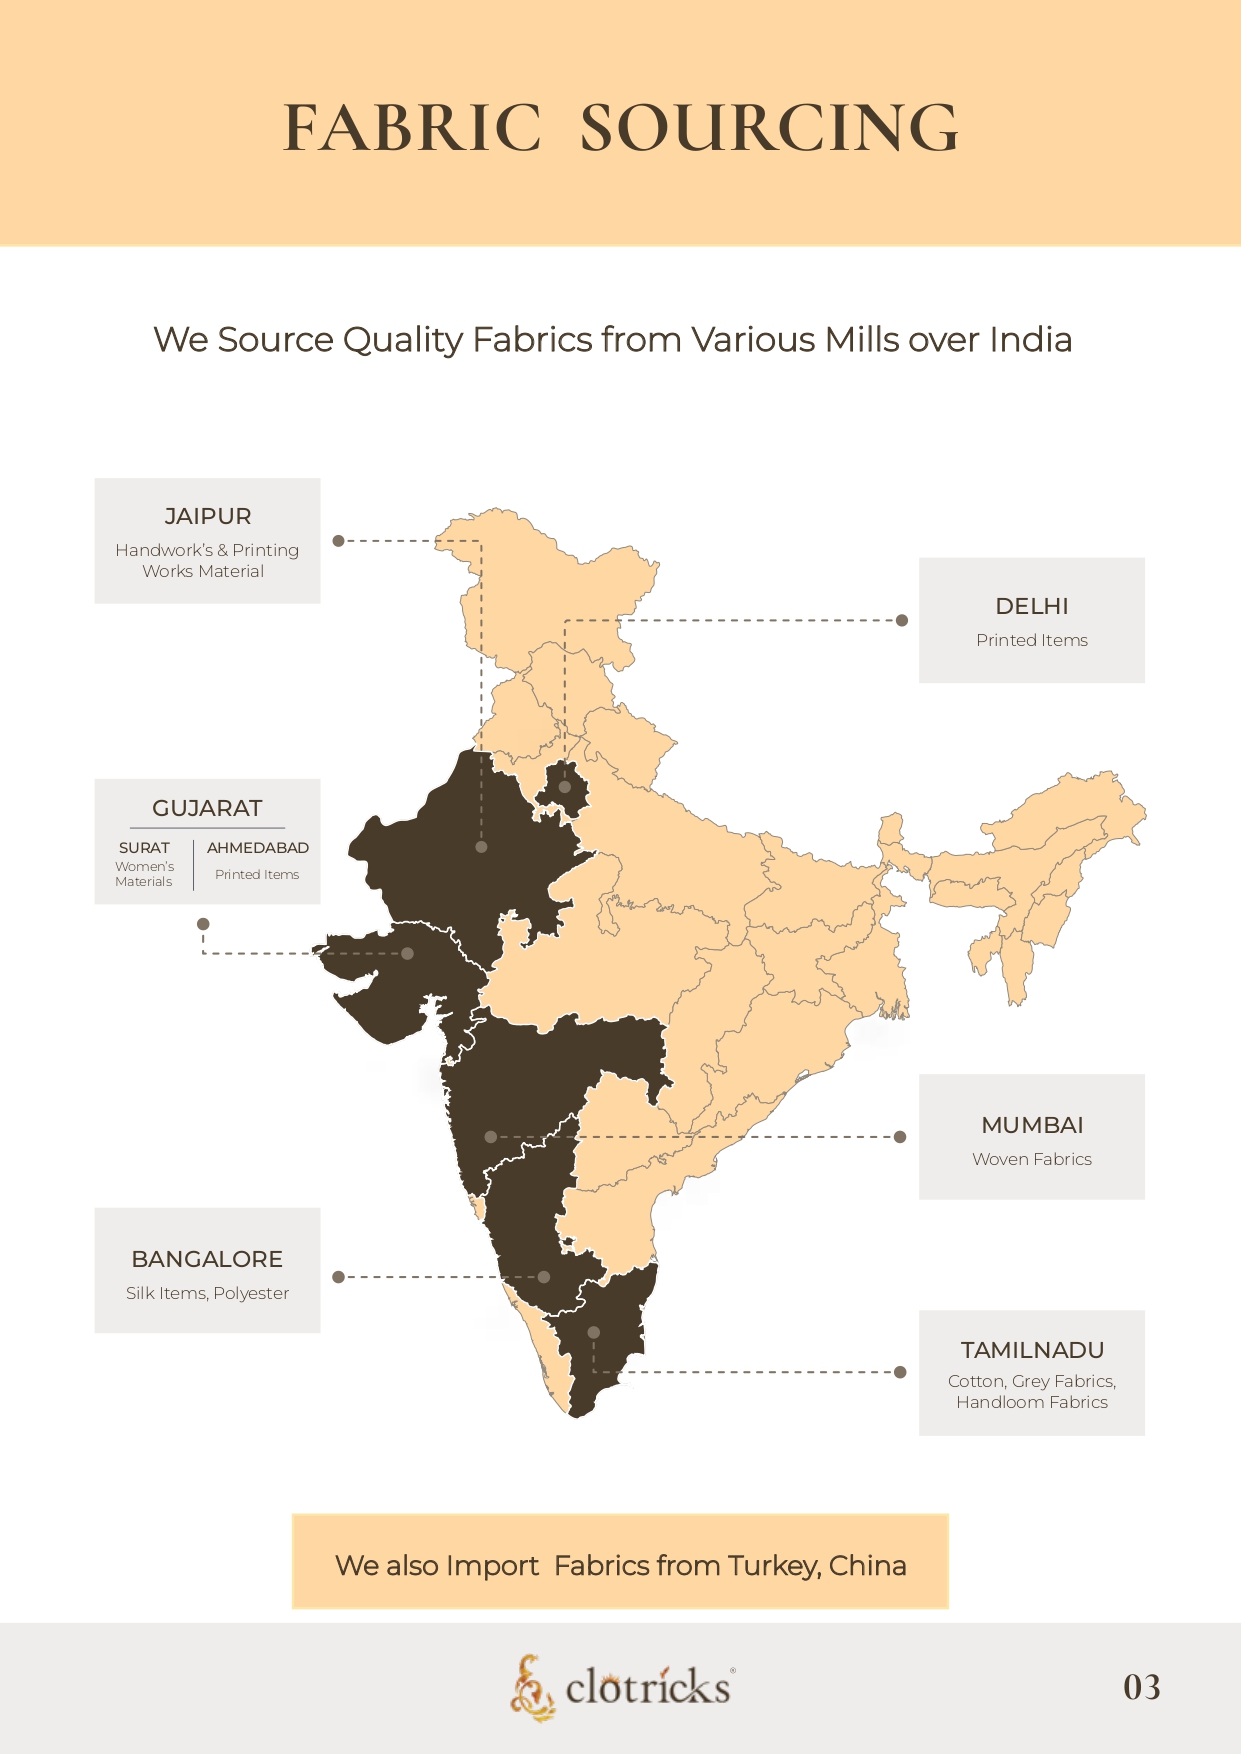 FABRIC SOURCING
We Source Quality Fabrics from Various Mills over India
JAIPUR
Handwork's & Printing
Works Material
DELHI
Printed Items
GUJARAT
SURAT
Women's
Materials
AHMEDABAD
Printed Items
MUMBAI
Woven Fabrics
BANGALORE
Silk Items, Polyester
TAMILNADU
Cotton, Grey Fabrics,
Handloom Fabrics
We also Import Fabrics from Turkey, China
clotricks®
03